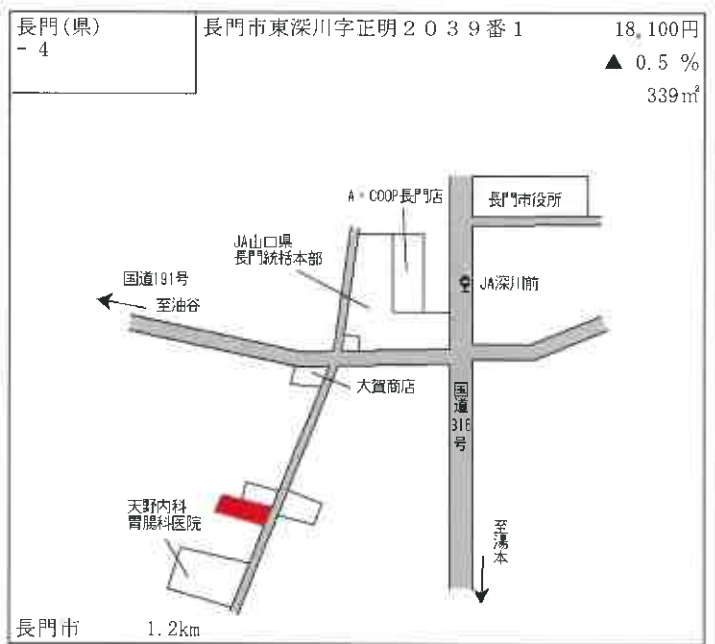 長門(県)
- 4
長門市東深川字正明2039番1
18,100円
▲ 0.5 %
339㎡
A・COOP長門店
長門市役所
JA山口県
長門統括本部
JA深川前
国道191号
至油谷
大賀商店
国道316号
天野内科
胃腸科医院
至湯本
長門市
1.2km